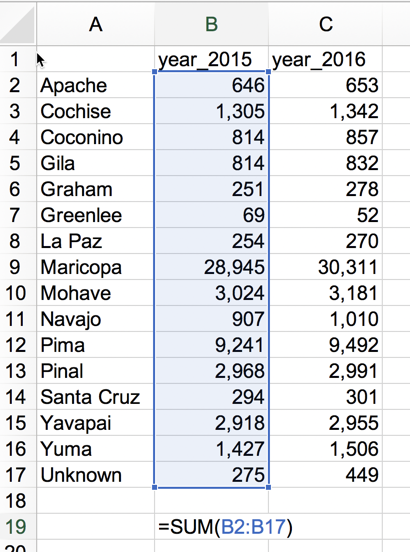 A B C
1 year_2015 year_2016
2 Apache 646 653
3 Cochise 1,305 1,342
4 Coconino 814 857
5 Gila 814 832
6 Graham 251 278
7 Greenlee 69 52
8 La Paz 254 270
9 Maricopa 28,945 30,311
10 Mohave 3,024 3,181
11 Navajo 907 1,010
12 Pima 9,241 9,492
13 Pinal 2,968 2,991
14 Santa Cruz 294 301
15 Yavapai 2,918 2,955
16 Yuma 1,427 1,506
17 Unknown 275 449
18
19 =SUM(B2:B17)
20